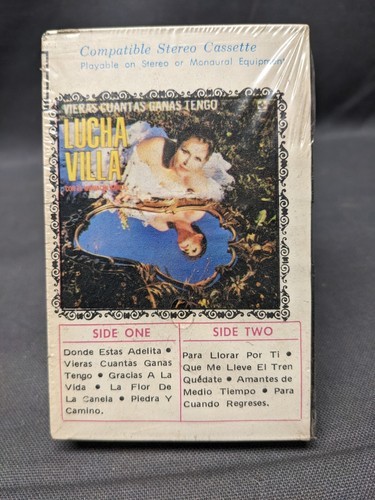 Compatible Stereo Cassette
Playable on Stereo or Monaural Equipment
VIERAS CUANTAS GANAS TENGO
LUCHA
VILLA
SIDE ONE
Donde Estas Adelita •
Vieras Cuantas Ganas
Tengo • Gracias A La
Vida • La Flor De
La Canela • Piedra Y
Camino.
SIDE TWO
Para Llorar Por Ti •
Que Me Lleve El Tren
Quédate • Amantes de
Medio Tiempo • Para
Cuando Regreses.